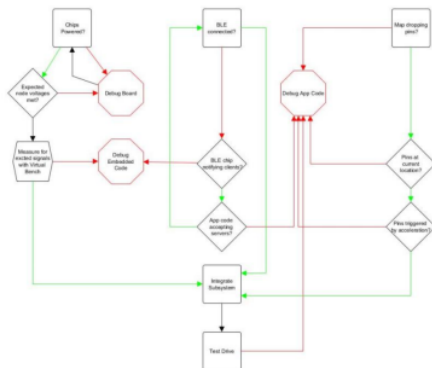 Chips
Powered?
BLE
connected?
Map dropping
pins?
Expected
node voltages
met?
Debug Board
Debug App Code
Measure for
excited signals
with Virtual
Bench
Debug
Embedded
Code
BLE chip
notifying clients?
Pins at
current
location?
App code
accepting
servers?
Pins triggered
by acceleration?
Integrate
Subsystem
Test Drive